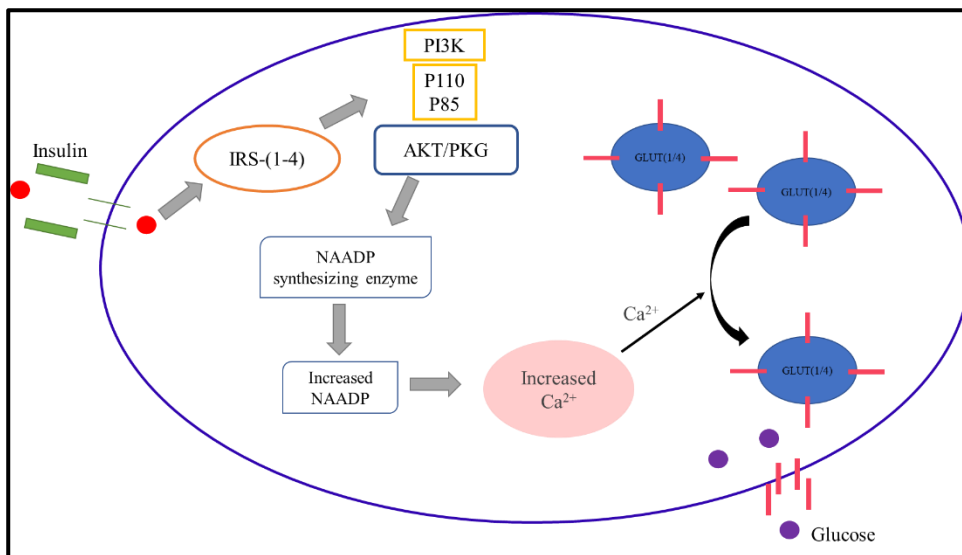 PI3K
P110
P85
Insulin
IRS-(1-4)
AKT/PKG
GLUT(1/4)
GLUT(1/4)
NAADP
synthesizing enzyme
Ca²⁺
Increased
NAADP
Increased
Ca²⁺
GLUT(1/4)
Glucose